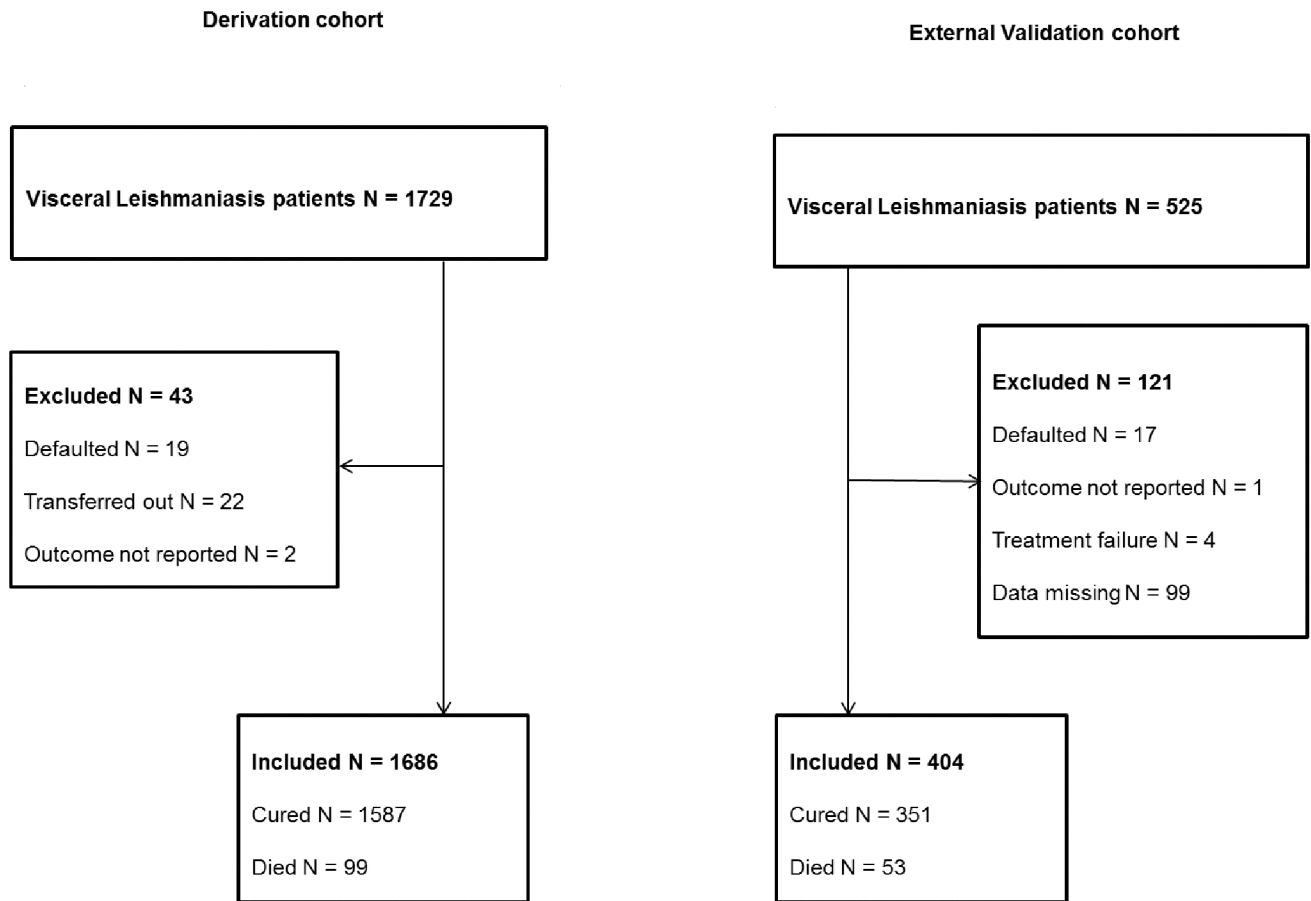 Derivation cohort
Visceral Leishmaniasis patients N = 1729
Excluded N = 43
Defaulted N = 19
Transferred out N = 22
Outcome not reported N = 2
Included N = 1686
Cured N = 1587
Died N = 99
External Validation cohort
Visceral Leishmaniasis patients N = 525
Excluded N = 121
Defaulted N = 17
Outcome not reported N = 1
Treatment failure N = 4
Data missing N = 99
Included N = 404
Cured N = 351
Died N = 53